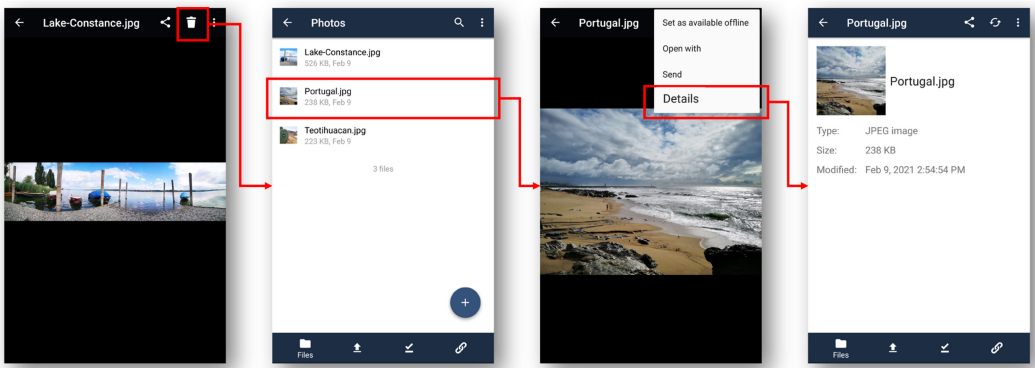 Lake-Constance.jpg
Photos
Lake-Constance.jpg
526 KB, Feb 9
Portugal.jpg
238 KB, Feb 9
Teotihuacan.jpg
223 KB, Feb 9
3 files
Files
Portugal.jpg
Set as available offline
Open with
Send
Details
Portugal.jpg
Portugal.jpg
Type: JPEG image
Size: 238 KB
Modified: Feb 9, 2021 2:54:54 PM
Files